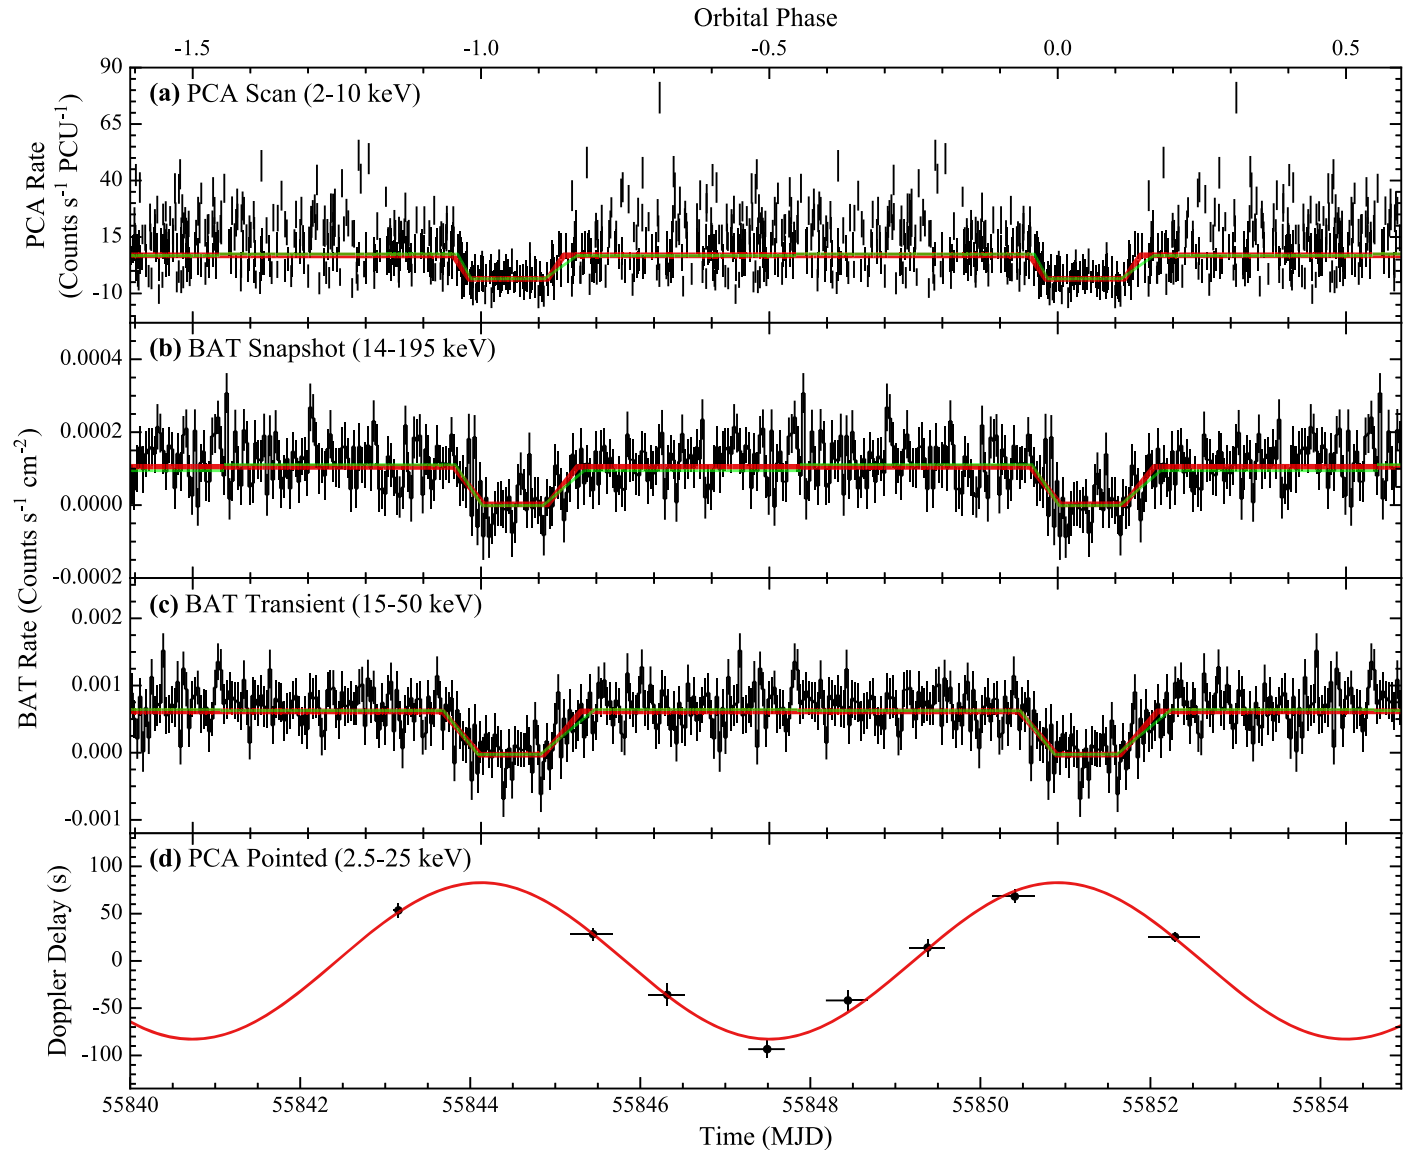 Orbital Phase
-1.5 -1.0 -0.5 0.0 0.5
(a) PCA Scan (2-10 keV)
90
65
40
15
-10
PCA Rate
(Counts s⁻¹ PCU⁻¹)
(b) BAT Snapshot (14-195 keV)
0.0004
0.0002
0.0000
-0.0002
BAT Rate (Counts s⁻¹ cm⁻²)
(c) BAT Transient (15-50 keV)
0.002
0.001
0.000
-0.001
(d) PCA Pointed (2.5-25 keV)
100
50
0
-50
-100
Doppler Delay (s)
55840 55842 55844 55846 55848 55850 55852 55854
Time (MJD)